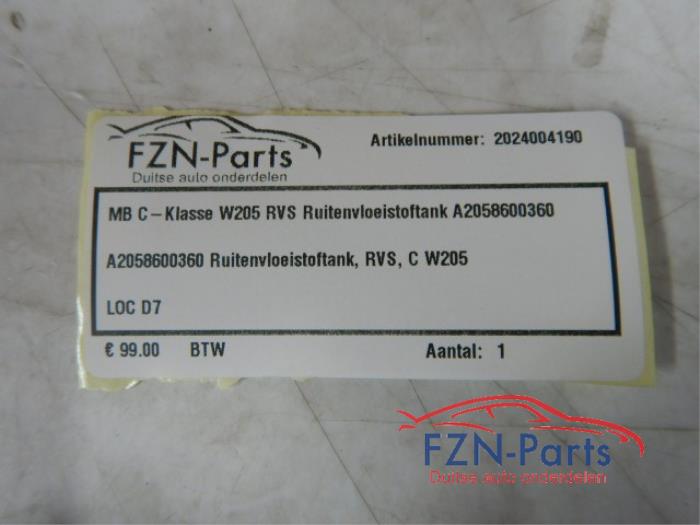 FZN-Parts
Duitse auto onderdelen
Artikelnummer: 2024004190
MB C-Klasse W205 RVS Ruitenvloeistoftank A2058600360
A2058600360 Ruitenvloeistoftank, RVS, C W205
LOC D7
€ 99.00 BTW Aantal: 1
FZN-Parts
Duitse auto onderdelen